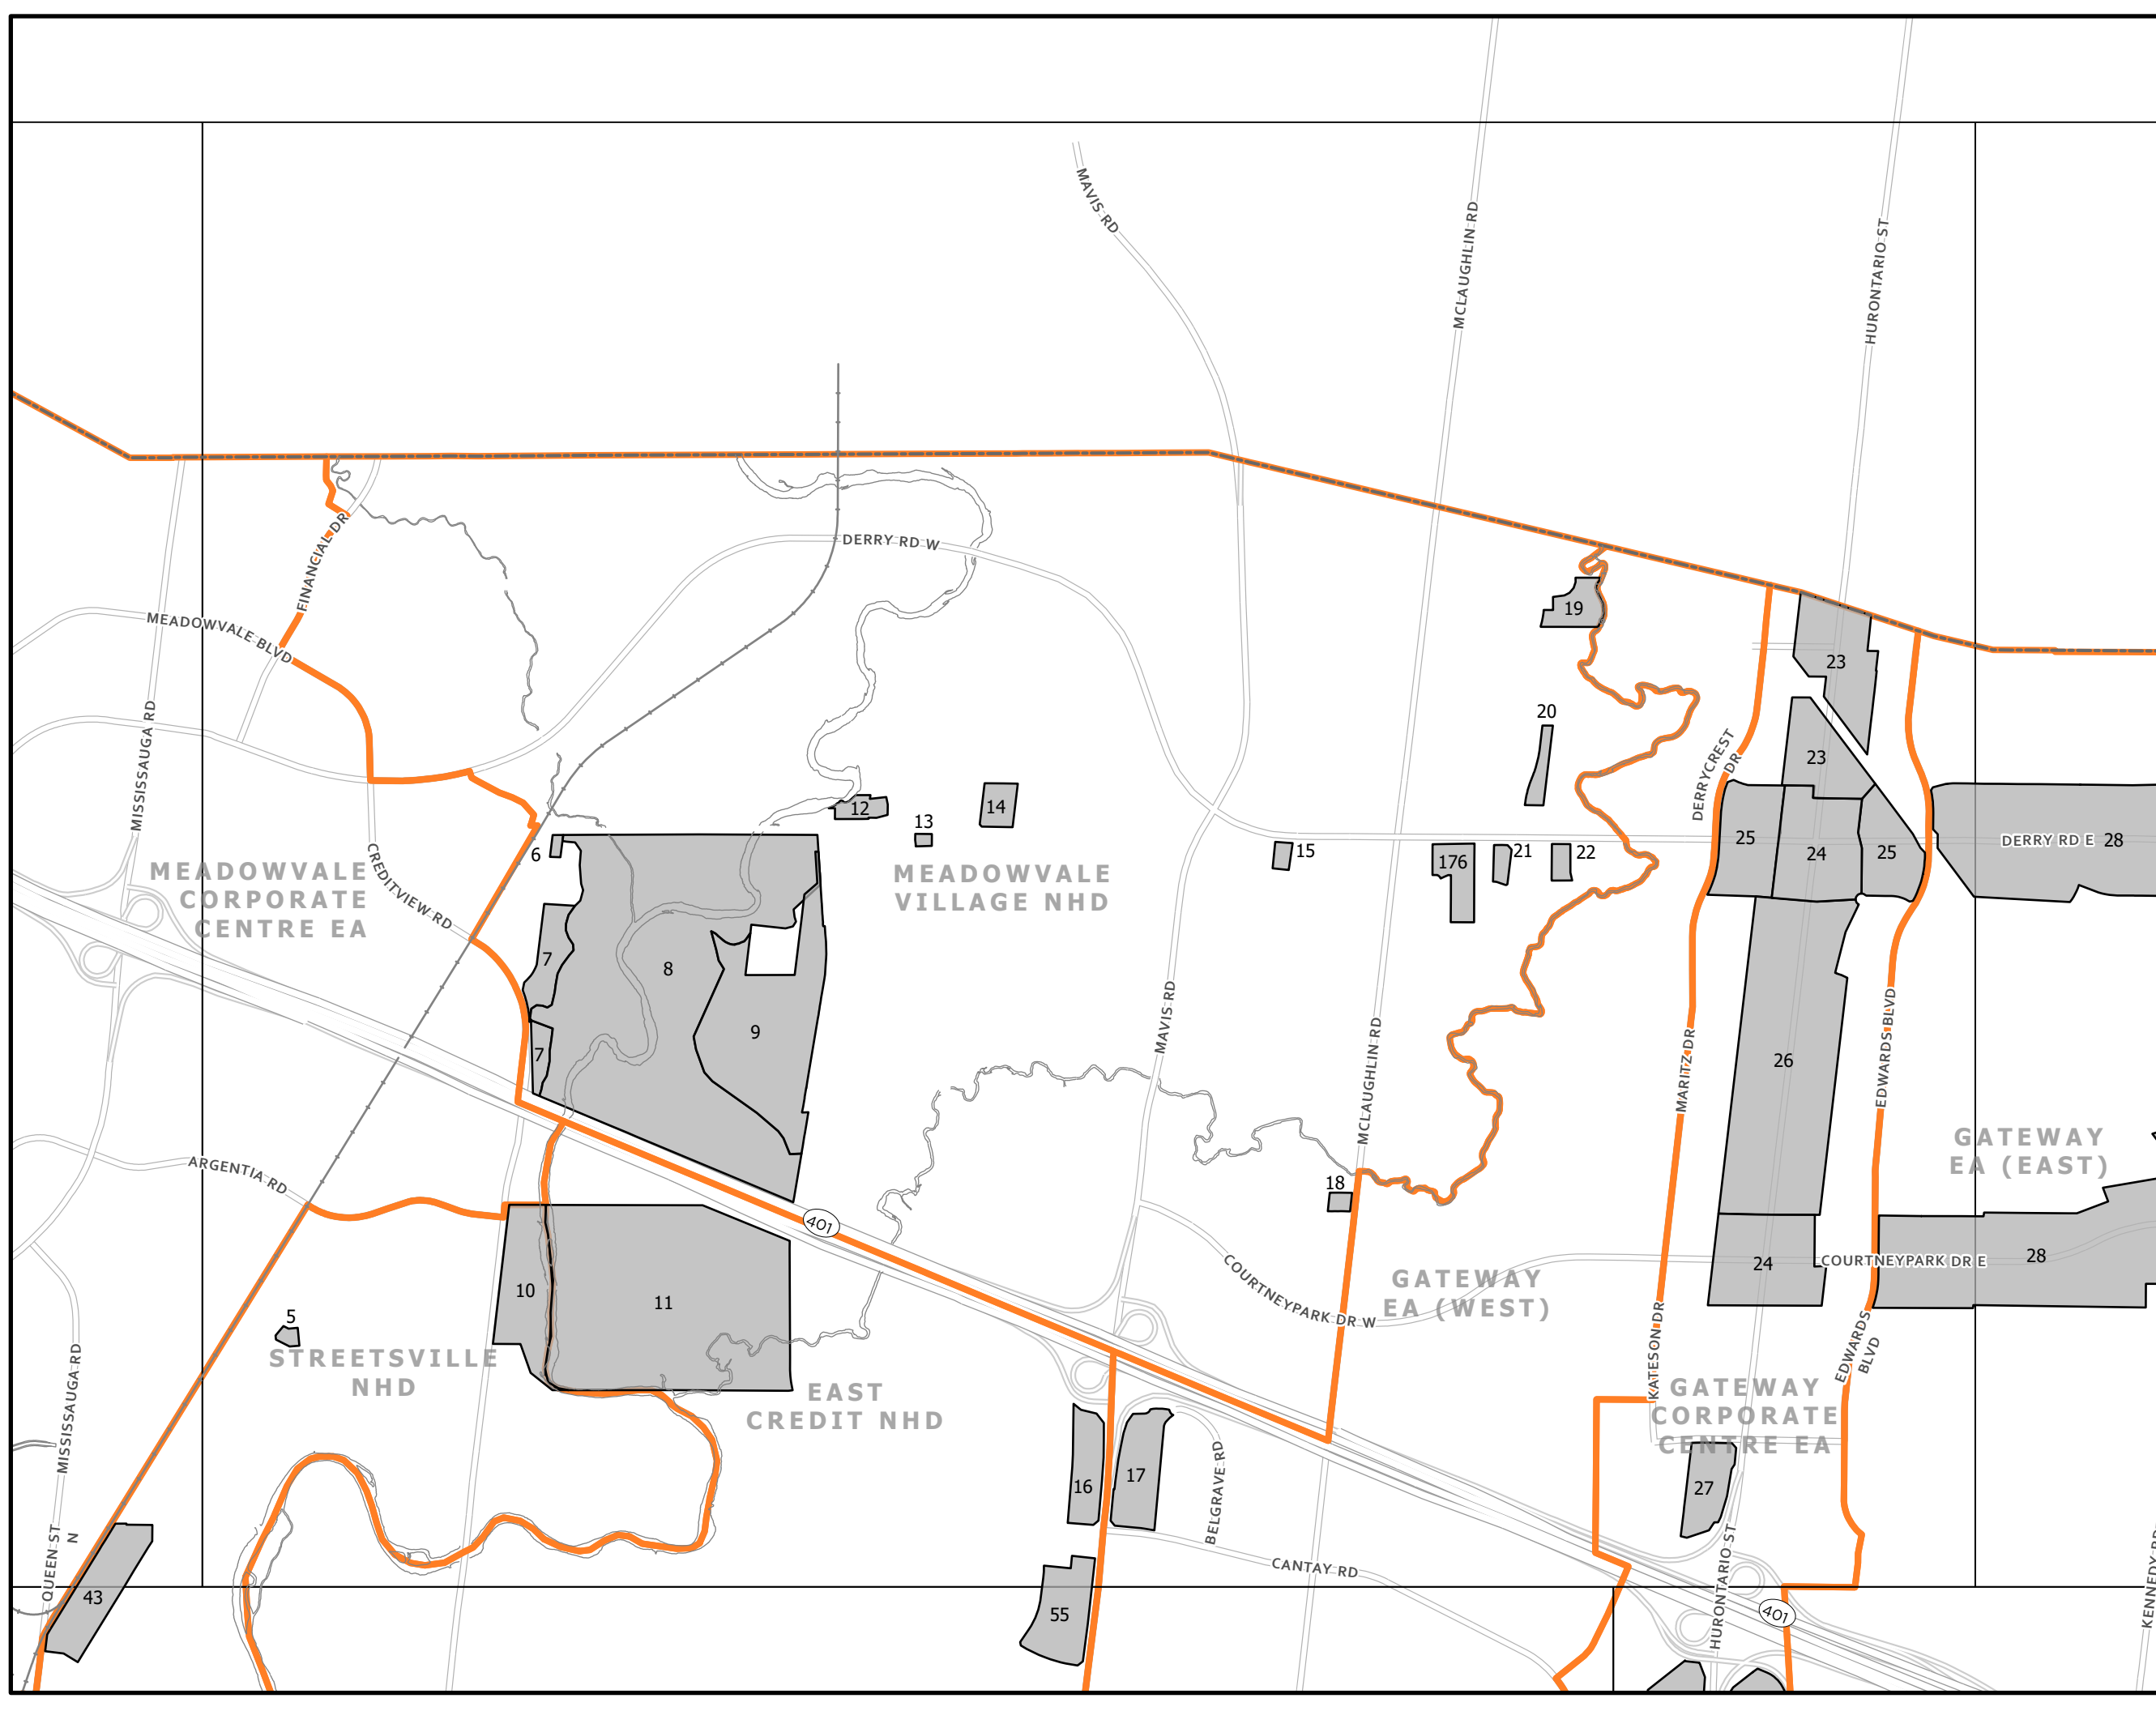 MAVIS RD
MCLAUGHLIN RD
HURONTARIO ST
FINANCIAL DR
DERRY RD W
MEADOWVALE BLVD
19
23
20
MISSISSAUGA RD
DERRYCREST
DR
23
12
13
14
6
15
176
21
22
25
24
25
DERRY RD E
28
CREDITVIEW RD
MEADOWVALE
CORPORATE
CENTRE EA
MEADOWVALE
VILLAGE NHD
7
8
9
7
MAVIS RD
MCLAUGHLIN RD
MARITZ DR
26
EDWARDS BLVD
GATEWAY
EA (EAST)
ARGENTIA RD
18
401
COURTNEYPARK DR W
GATEWAY
EA (WEST)
24
COURTNEYPARK DR E
28
10
11
5
STREETSVILLE
NHD
EAST
CREDIT NHD
MISSISSAUGA RD
KATESON DR
EDWARDS
BLVD
GATEWAY
CORPORATE
CENTRE EA
16
17
BELGRAVE RD
27
QUEEN ST
N
43
55
CANTAY RD
HURONTARIO ST
401
KENNEDY RD